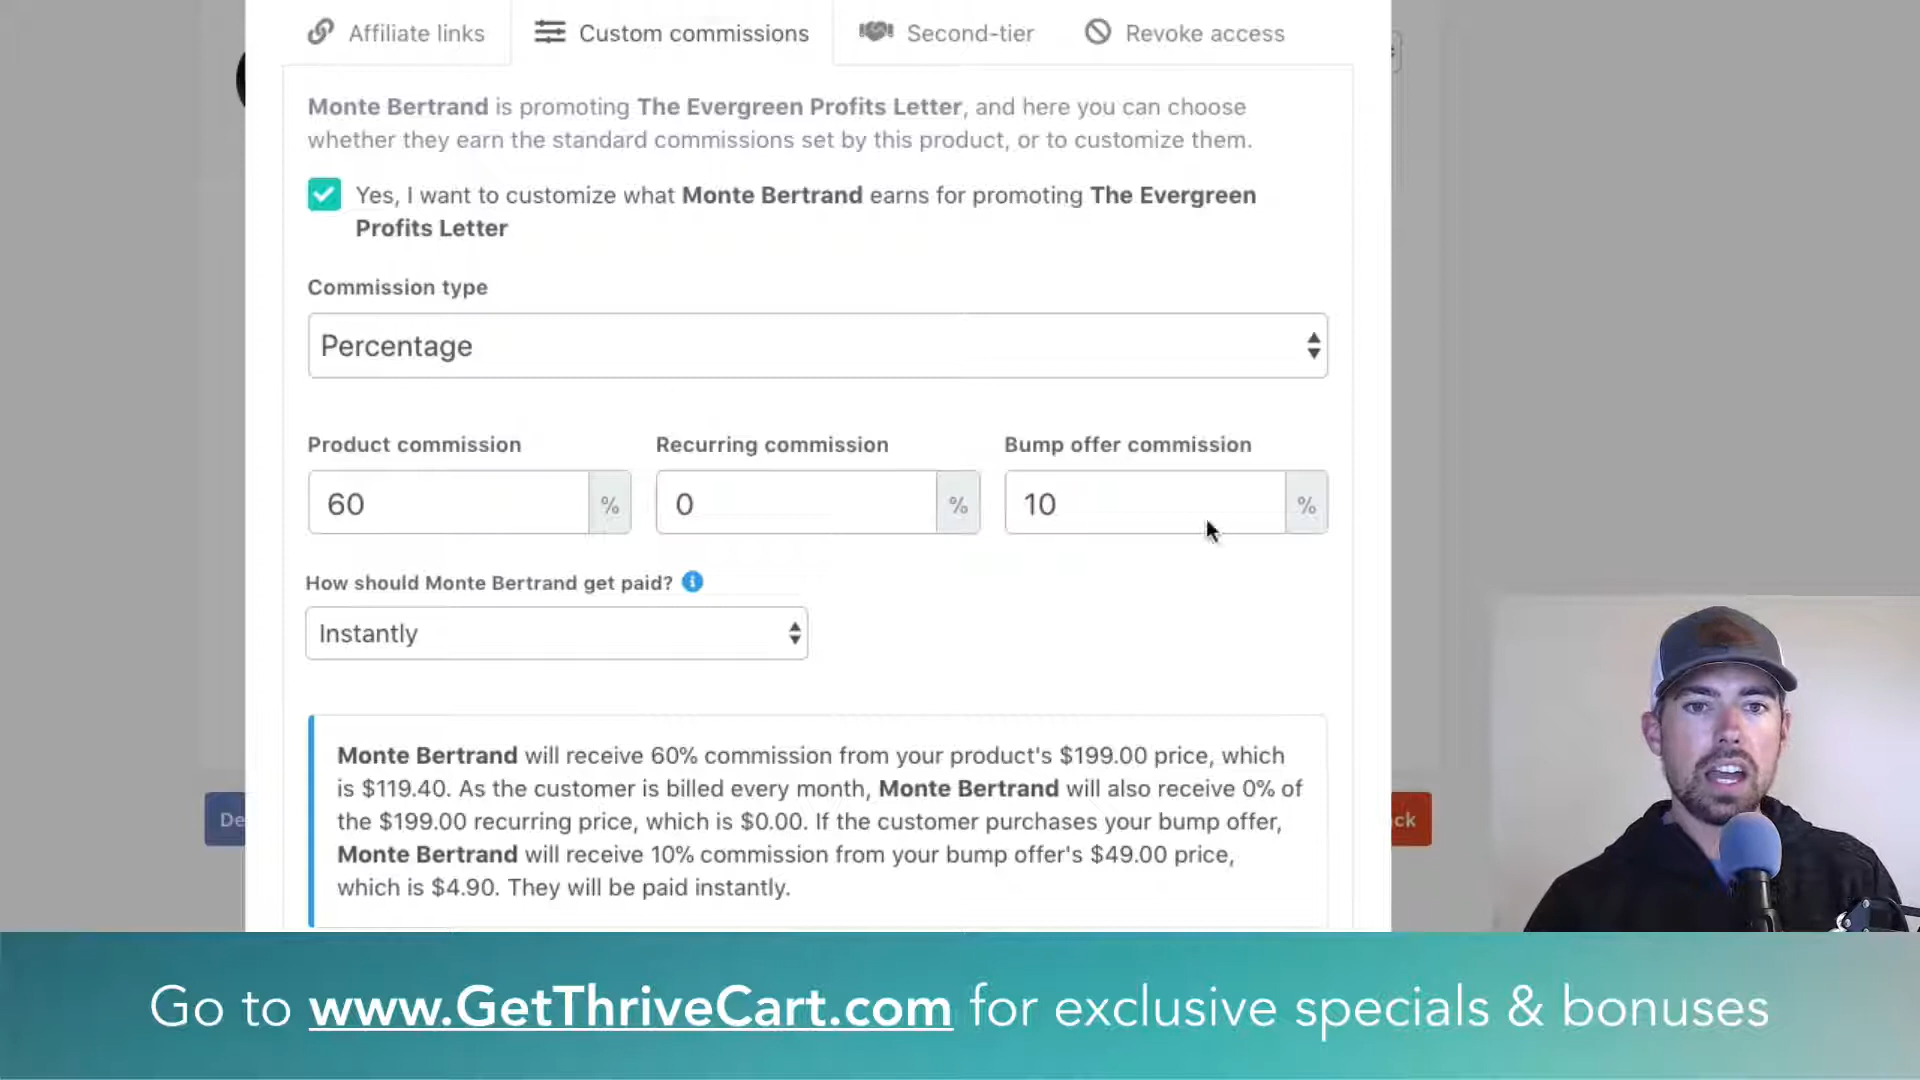 Affiliate links
Custom commissions
Second-tier
Revoke access
Monte Bertrand is promoting The Evergreen Profits Letter, and here you can choose
whether they earn the standard commissions set by this product, or to customize them.
Yes, I want to customize what Monte Bertrand earns for promoting The Evergreen
Profits Letter
Commission type
Percentage
Product commission
Recurring commission
Bump offer commission
60 %
0 %
10 %
How should Monte Bertrand get paid?
Instantly
Monte Bertrand will receive 60% commission from your product's $199.00 price, which
is $119.40. As the customer is billed every month, Monte Bertrand will also receive 0% of
the $199.00 recurring price, which is $0.00. If the customer purchases your bump offer,
Monte Bertrand will receive 10% commission from your bump offer's $49.00 price,
which is $4.90. They will be paid instantly.
De
ck
Go to www.GetThriveCart.com for exclusive specials & bonuses